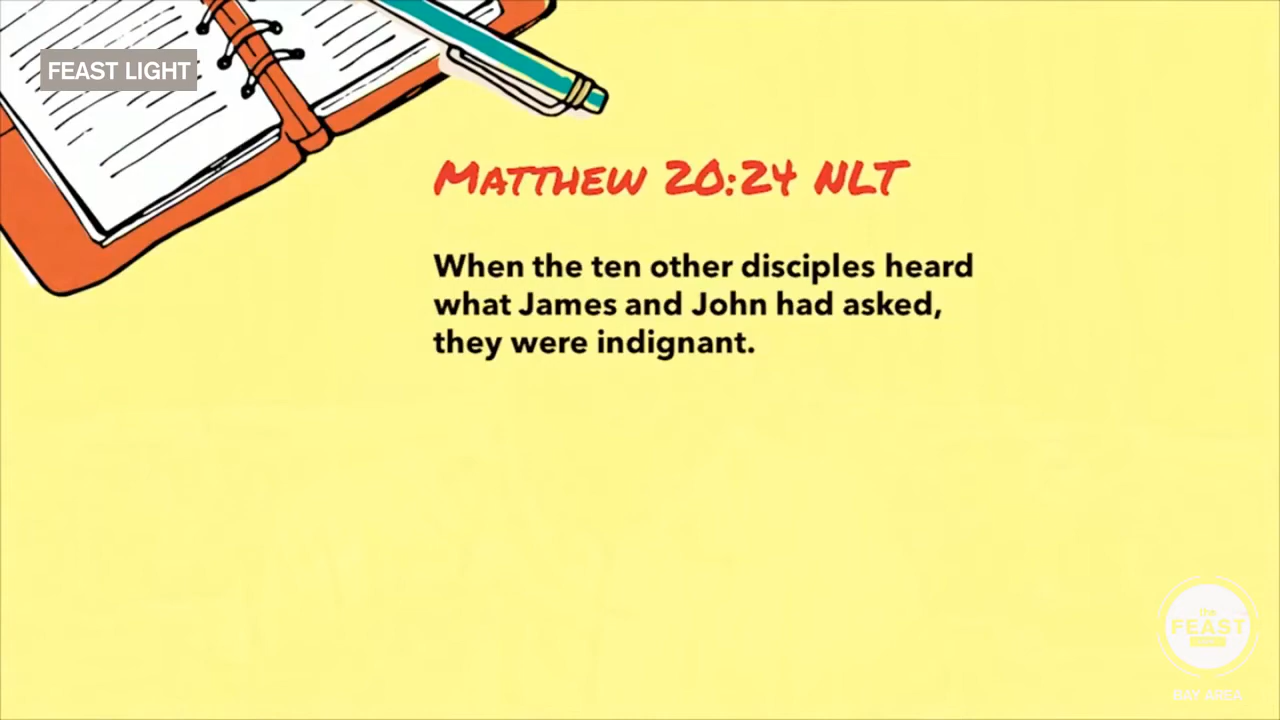 FEAST LIGHT
MATTHEW 20:24 NLT
When the ten other disciples heard
what James and John had asked,
they were indignant.
the
FEAST
BAY AREA